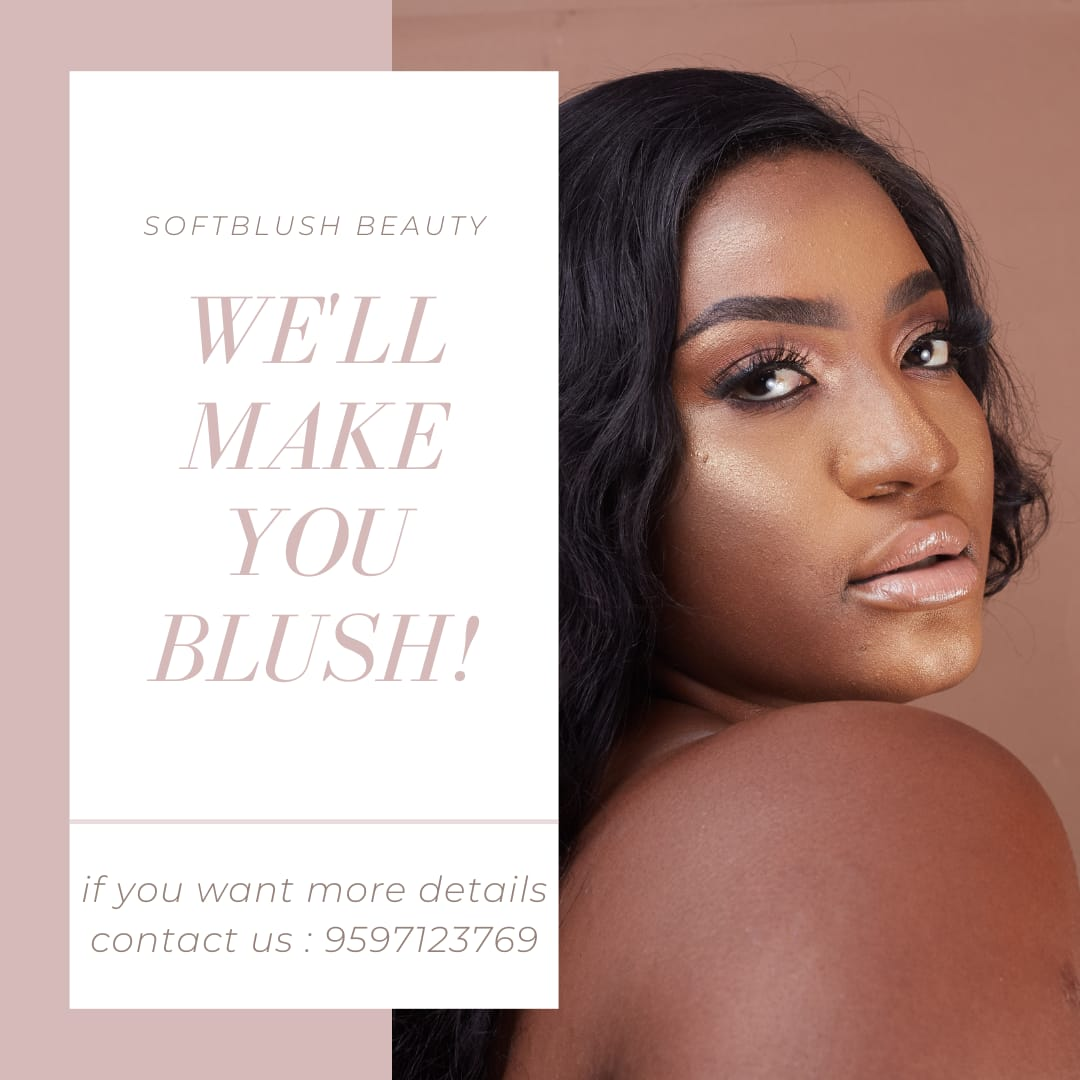 SOFTBLUSH BEAUTY
WE'LL
MAKE
YOU
BLUSH!
if you want more details
contact us : 9597123769